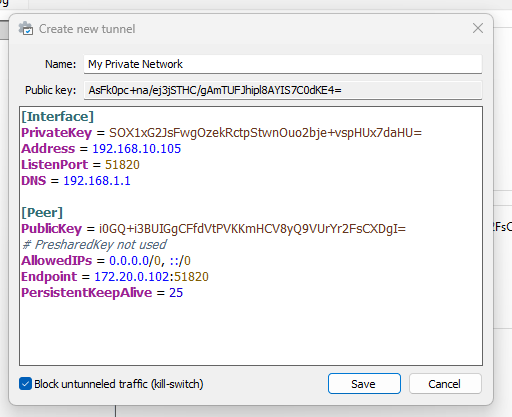 Create new tunnel
Name: My Private Network
Public key: AsFk0pc+na/ej3jSTHC/gAmTUFJhipl8AYIS7C0dKE4=
[Interface]
PrivateKey = SOX1xG2JsFwgOzekRctpStwnOuo2bje+vspHUx7daHU=
Address = 192.168.10.105
ListenPort = 51820
DNS = 192.168.1.1
[Peer]
PublicKey = i0GQ+i3BUIGgCFfdVtPVKKmHCV8yQ9VUrYr2FsCXDgI=
# PresharedKey not used
AllowedIPs = 0.0.0.0/0, ::/0
Endpoint = 172.20.0.102:51820
PersistentKeepAlive = 25
Block untunneled traffic (kill-switch)
Save
Cancel